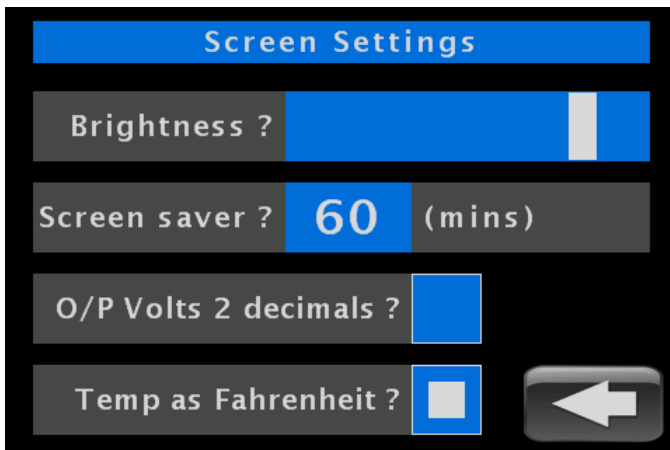 Screen Settings
Brightness ?
Screen saver ? 60 (mins)
O/P Volts 2 decimals ?
Temp as Fahrenheit ?